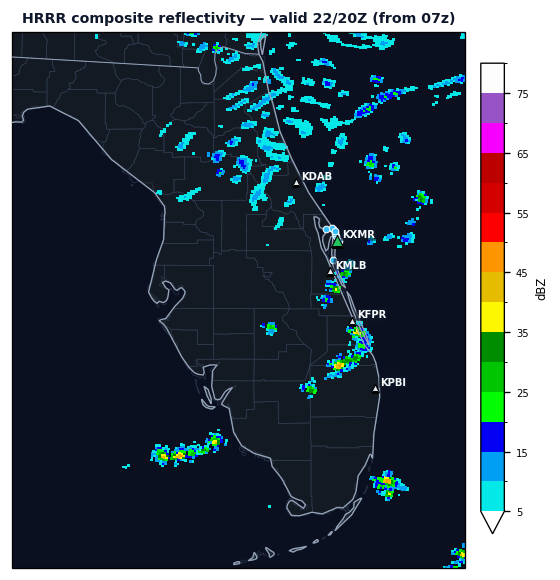 HRRR composite reflectivity — valid 22/20Z (from 07z)
75
65
55
45
35
25
15
5
dBZ
KDAB
KXMR
KMLB
KFPR
KPBI